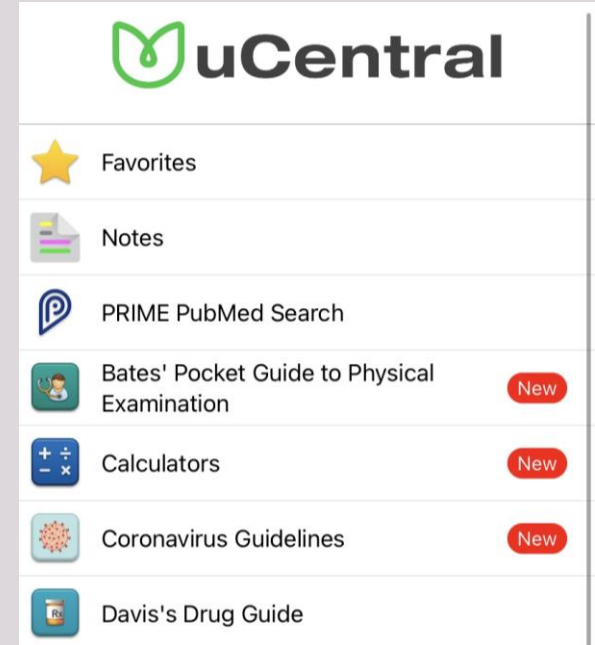 uCentral
Favorites
Notes
PRIME PubMed Search
Bates' Pocket Guide to Physical
Examination
New
Calculators
New
Coronavirus Guidelines
New
Davis's Drug Guide
Rx